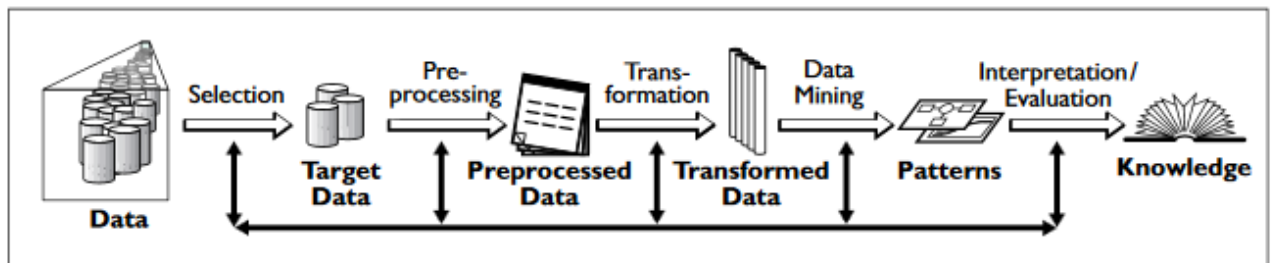 Selection
Pre-
processing
Trans-
formation
Data
Mining
Interpretation/
Evaluation
Data
Target
Data
Preprocessed
Data
Transformed
Data
Patterns
Knowledge